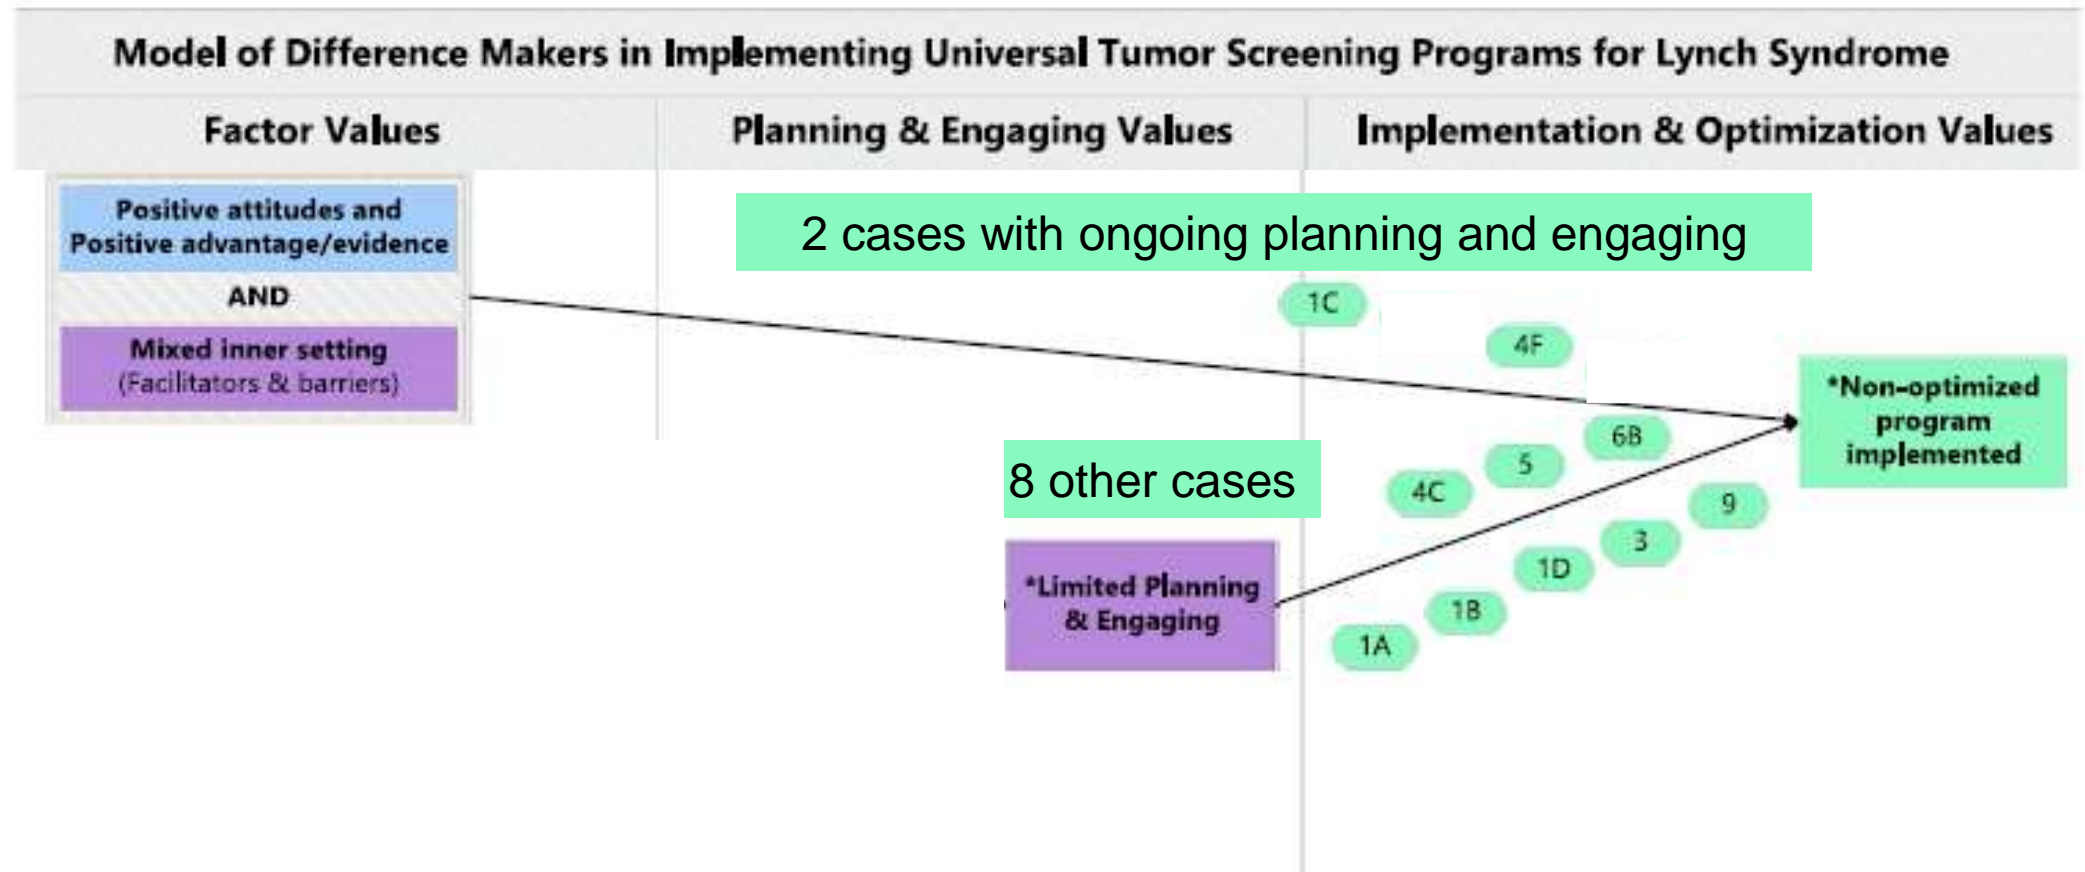 Model of Difference Makers in Implementing Universal Tumor Screening Programs for Lynch Syndrome
Factor Values
Planning & Engaging Values
Implementation & Optimization Values
Positive attitudes and
Positive advantage/evidence
AND
Mixed inner setting
(Facilitators & barriers)
2 cases with ongoing planning and engaging
1C
4F
*Non-optimized
program
implemented
8 other cases
6B
5
4C
9
3
1D
1B
1A
*Limited Planning
& Engaging